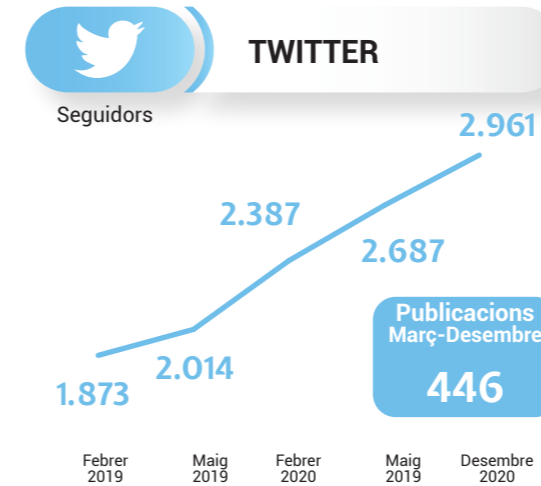 TWITTER
Seguidors
2.961
2.387
2.687
2.014
1.873
Publicacions
Març-Desembre
446
Febrer
2019
Maig
2019
Febrer
2020
Maig
2019
Desembre
2020